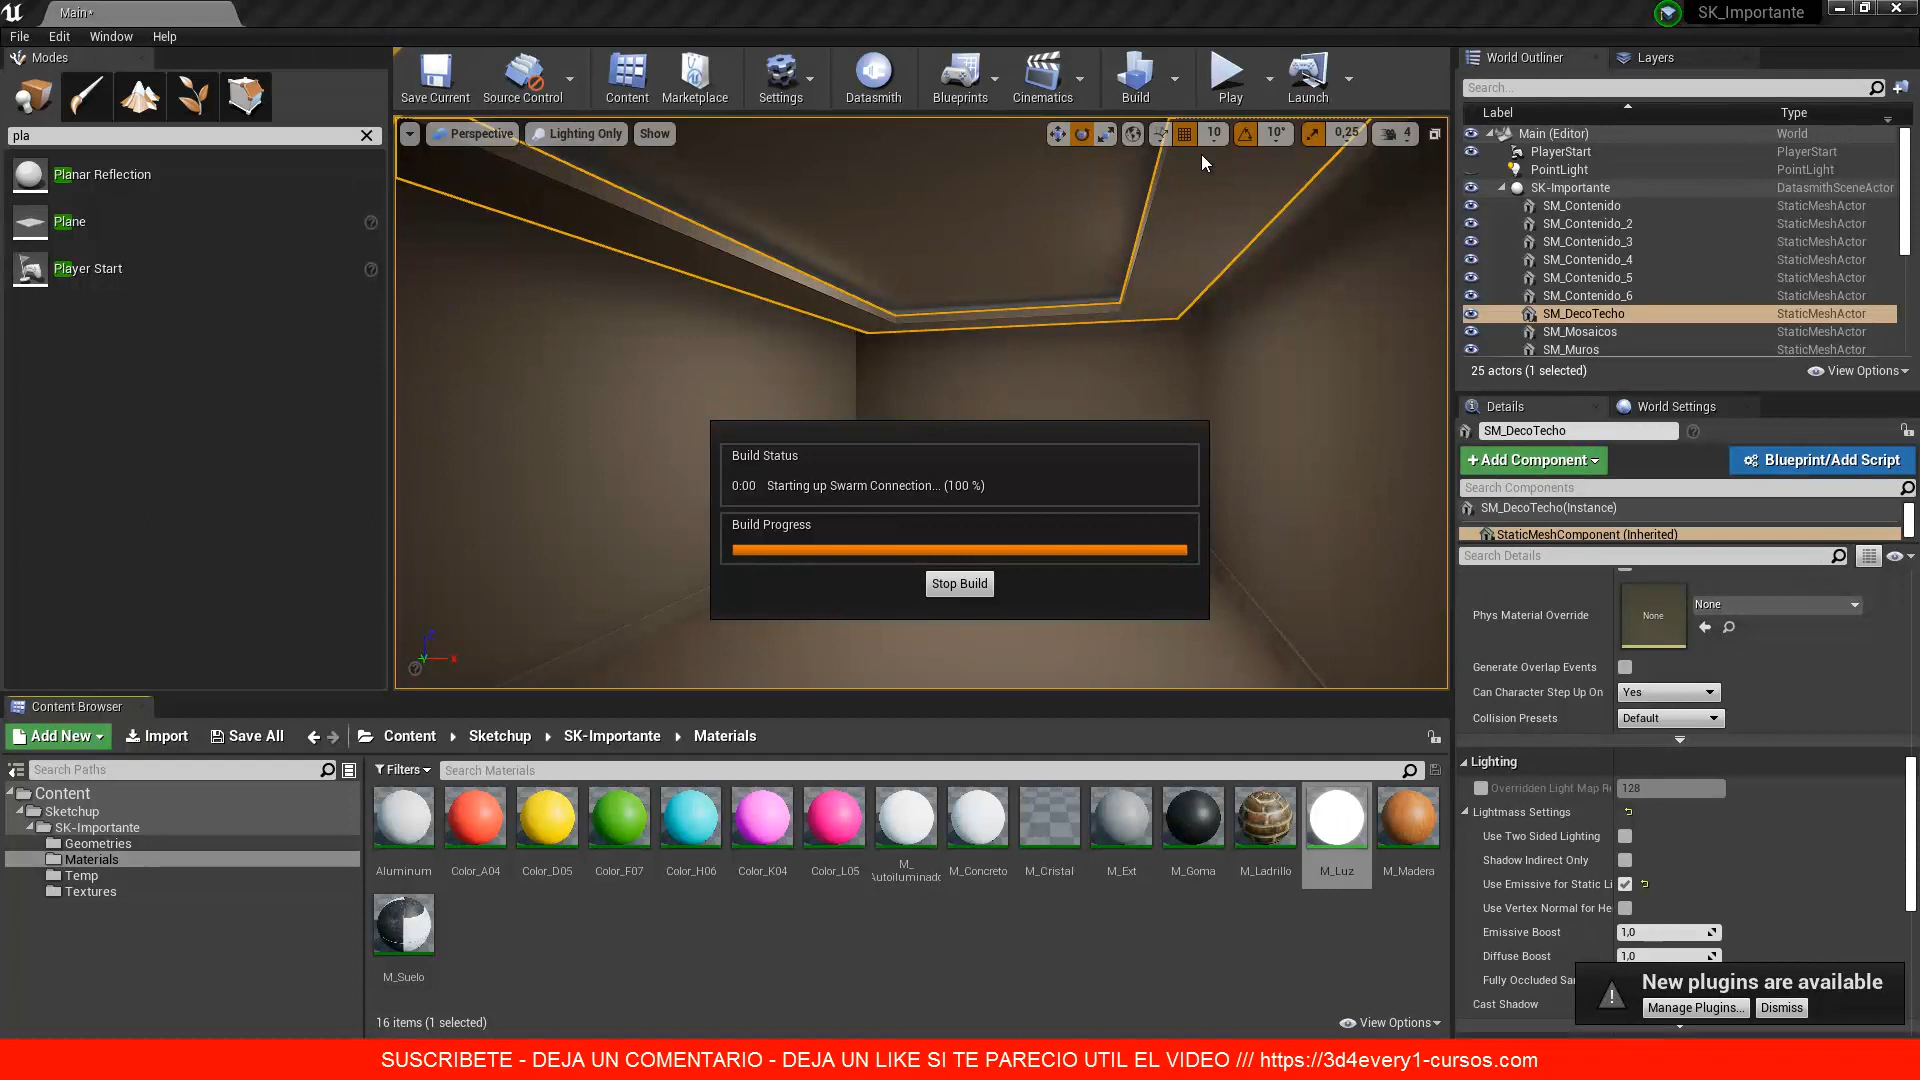 Main*
SK_Importante
File Edit Window Help
Modes
Save Current
Source Control
Content
Marketplace
Settings
Datasmith
Blueprints
Cinematics
Build
Play
Launch
pla
Planar Reflection
Plane
Player Start
Perspective
Lighting Only
Show
10
10°
0,25
4
Build Status
0:00 Starting up Swarm Connection... (100 %)
Build Progress
Stop Build
World Outliner
Layers
Search...
Label Type
Main (Editor) World
PlayerStart PlayerStart
PointLight PointLight
SK-Importante DatasmithSceneActor
SM_Contenido StaticMeshActor
SM_Contenido_2 StaticMeshActor
SM_Contenido_3 StaticMeshActor
SM_Contenido_4 StaticMeshActor
SM_Contenido_5 StaticMeshActor
SM_Contenido_6 StaticMeshActor
SM_DecoTecho StaticMeshActor
SM_Mosaicos StaticMeshActor
SM_Muros StaticMeshActor
25 actors (1 selected)
View Options
Details
World Settings
SM_DecoTecho
+Add Component
Blueprint/Add Script
Search Components
SM_DecoTecho(Instance)
StaticMeshComponent (Inherited)
Search Details
Phys Material Override
None
None
Generate Overlap Events
Can Character Step Up On Yes
Collision Presets Default
Lighting
Overridden Light Map R 128
Lightmass Settings
Use Two Sided Lighting
Shadow Indirect Only
Use Emissive for Static Li
Use Vertex Normal for He
Emissive Boost 1,0
Diffuse Boost 1,0
Fully Occluded Sa
Cast Shadow
New plugins are available
Manage Plugins...
Dismiss
Content Browser
Add New
Import
Save All
Content
Sketchup
SK-Importante
Materials
Search Paths
Filters
Search Materials
Content
Sketchup
SK-Importante
Geometries
Materials
Temp
Textures
Aluminum
Color_A04
Color_D05
Color_F07
Color_H06
Color_K04
Color_L05
M_
Autoiluminado
M_Concreto
M_Cristal
M_Ext
M_Goma
M_Ladrillo
M_Luz
M_Madera
M_Suelo
16 items (1 selected)
View Options
SUSCRIBETE - DEJA UN COMENTARIO - DEJA UN LIKE SI TE PARECIO UTIL EL VIDEO /// https://3d4every1-cursos.com